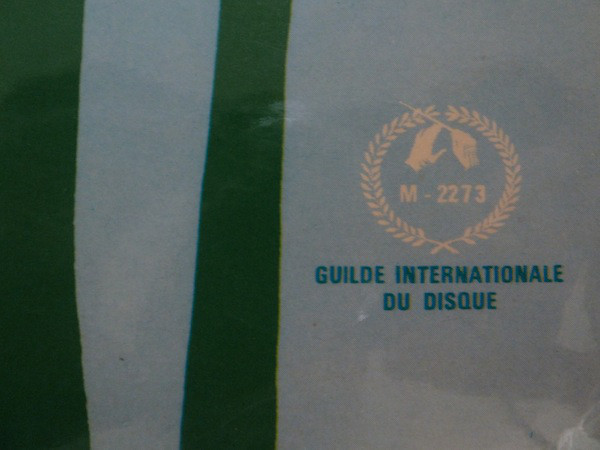 M - 2273
GUILDE INTERNATIONALE
DU DISQUE